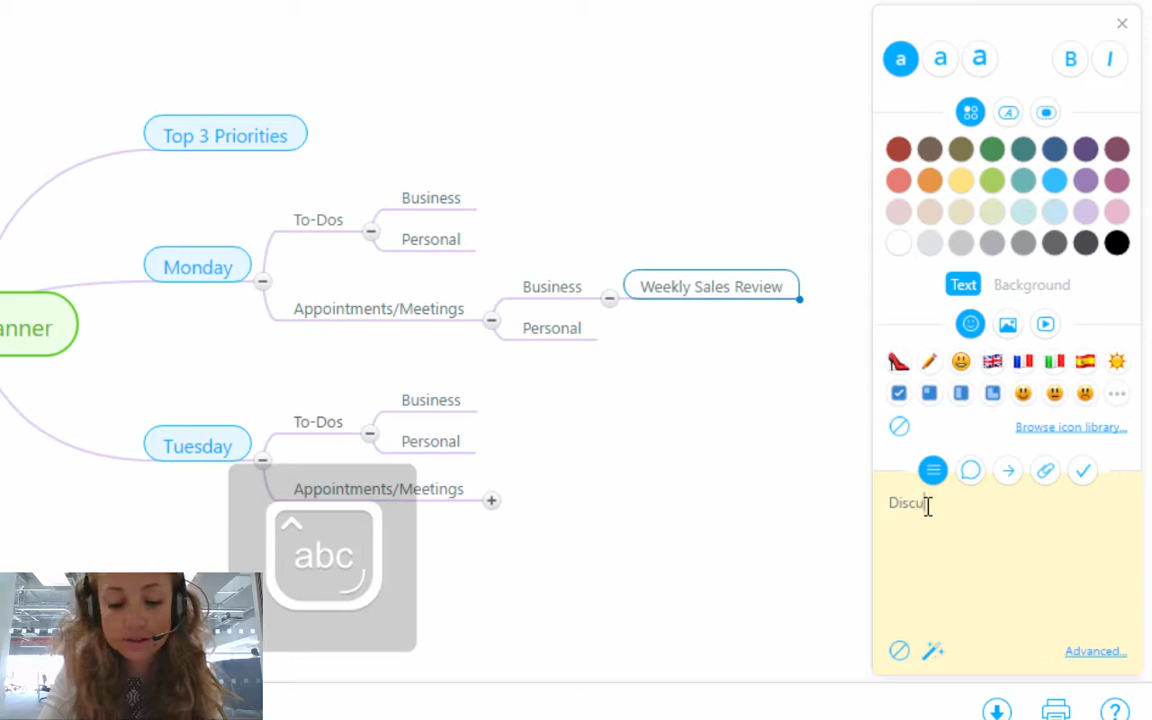 a a a B I
Top 3 Priorities
Business
To-Dos
Personal
Monday
Business
Weekly Sales Review
Appointments/Meetings
Personal
anner
Business
To-Dos
Tuesday
Personal
Appointments/Meetings
abc
A
Text Background
Browse icon library...
Discu
Advanced...
?